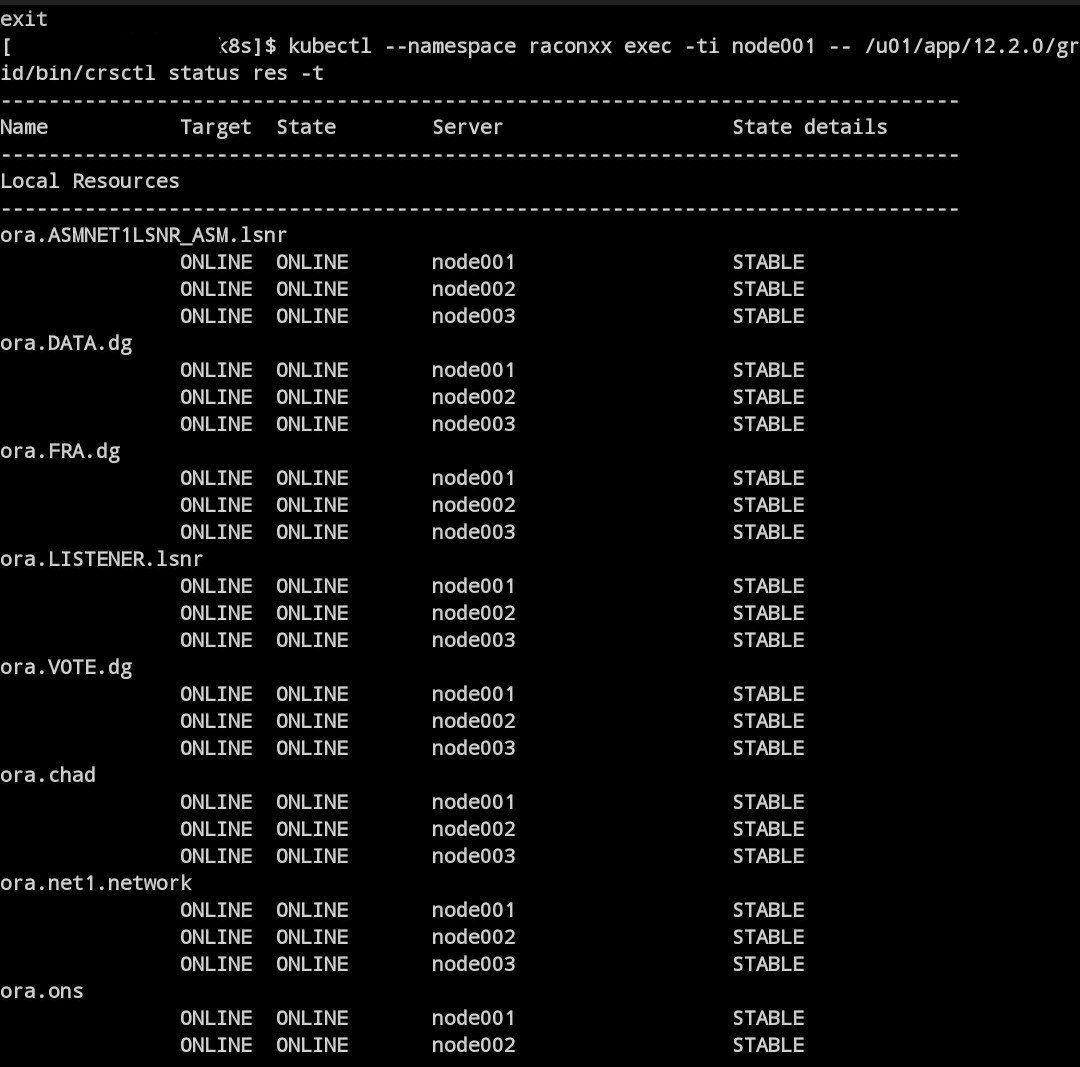 exit
[ k8s]$ kubectl --namespace raconxx exec -ti node001 -- /u01/app/12.2.0/gr
id/bin/crsctl status res -t
--------------------------------------------------------------------------------
Name           Target  State        Server                   State details
--------------------------------------------------------------------------------
Local Resources
--------------------------------------------------------------------------------
ora.ASMNET1LSNR_ASM.lsnr
               ONLINE  ONLINE       node001                  STABLE
               ONLINE  ONLINE       node002                  STABLE
               ONLINE  ONLINE       node003                  STABLE
ora.DATA.dg
               ONLINE  ONLINE       node001                  STABLE
               ONLINE  ONLINE       node002                  STABLE
               ONLINE  ONLINE       node003                  STABLE
ora.FRA.dg
               ONLINE  ONLINE       node001                  STABLE
               ONLINE  ONLINE       node002                  STABLE
               ONLINE  ONLINE       node003                  STABLE
ora.LISTENER.lsnr
               ONLINE  ONLINE       node001                  STABLE
               ONLINE  ONLINE       node002                  STABLE
               ONLINE  ONLINE       node003                  STABLE
ora.VOTE.dg
               ONLINE  ONLINE       node001                  STABLE
               ONLINE  ONLINE       node002                  STABLE
               ONLINE  ONLINE       node003                  STABLE
ora.chad
               ONLINE  ONLINE       node001                  STABLE
               ONLINE  ONLINE       node002                  STABLE
               ONLINE  ONLINE       node003                  STABLE
ora.net1.network
               ONLINE  ONLINE       node001                  STABLE
               ONLINE  ONLINE       node002                  STABLE
               ONLINE  ONLINE       node003                  STABLE
ora.ons
               ONLINE  ONLINE       node001                  STABLE
               ONLINE  ONLINE       node002                  STABLE